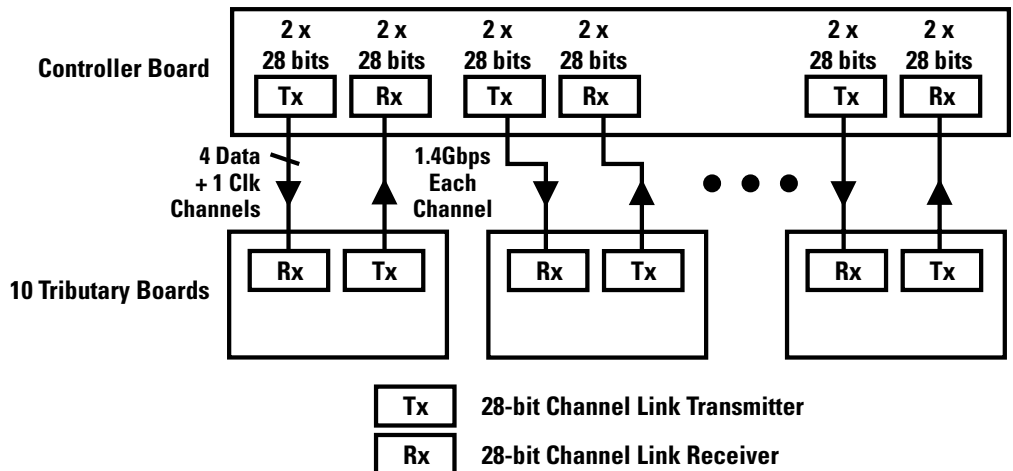 2 x 2 x 2 x 2 x 2 x 2 x
28 bits 28 bits 28 bits 28 bits 28 bits 28 bits
Controller Board
Tx Rx Tx Rx Tx Rx
4 Data
+ 1 Clk
Channels
1.4Gbps
Each
Channel
Rx Tx Rx Tx Rx Tx
10 Tributary Boards
Tx 28-bit Channel Link Transmitter
Rx 28-bit Channel Link Receiver